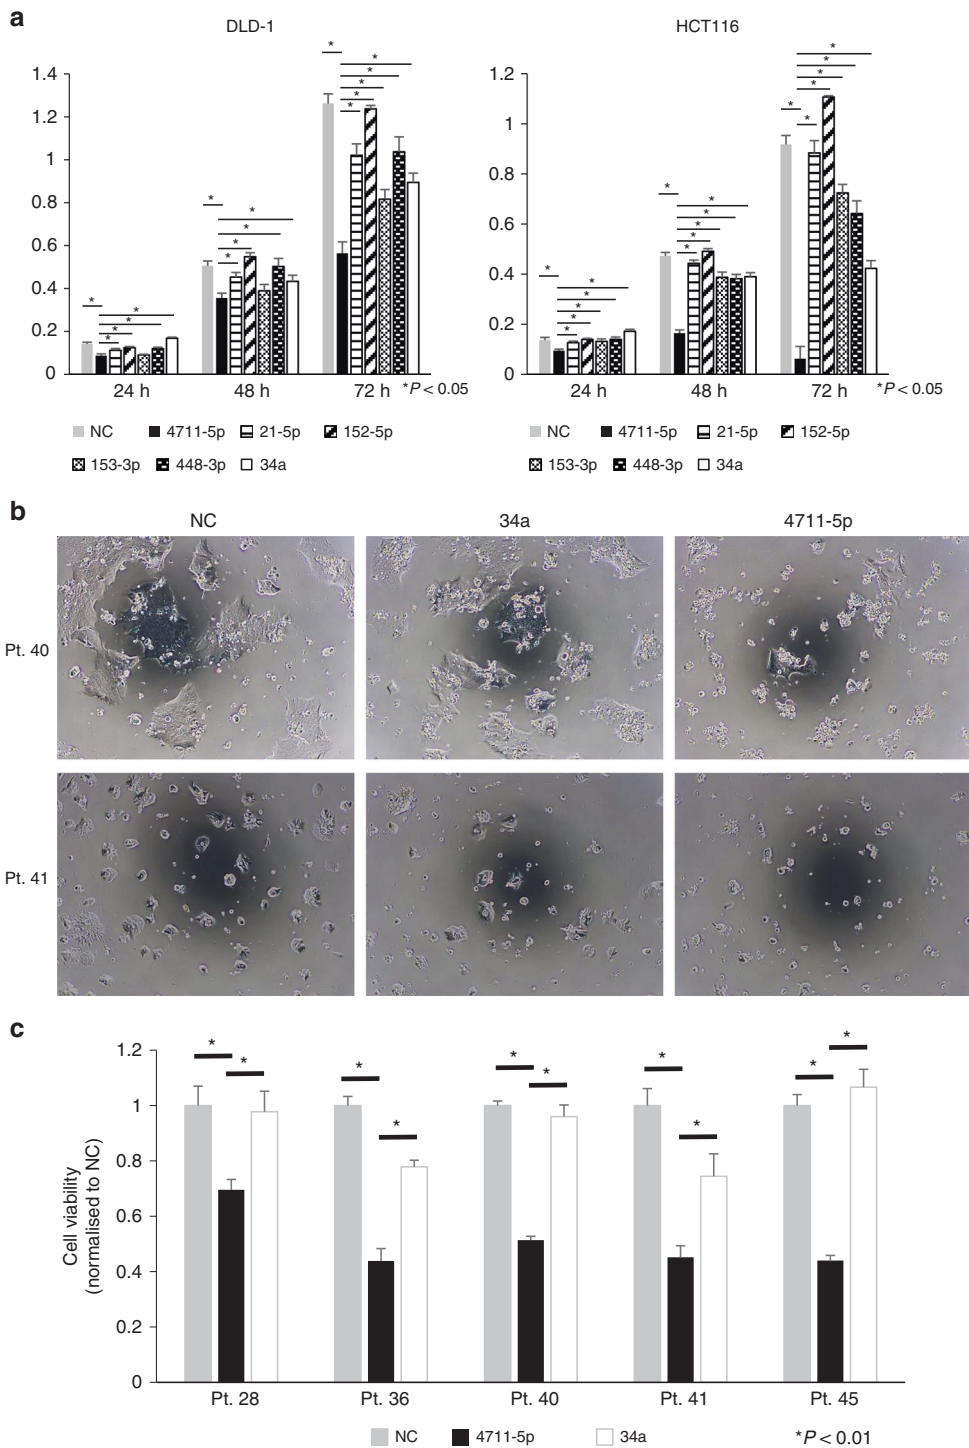 a
DLD-1
HCT116
1.4
1.2
1
0.8
0.6
0.4
0.2
0
* * * * * *
* * * * *
* * * * * *
24 h 48 h 72 h *P < 0.05
1.2
1
0.8
0.6
0.4
0.2
0
* * * * * *
* * * * * *
* * * * * *
24 h 48 h 72 h *P < 0.05
NC 4711-5p 21-5p 152-5p
153-3p 448-3p 34a
NC 4711-5p 21-5p 152-5p
153-3p 448-3p 34a
b
NC 34a 4711-5p
Pt. 40
Pt. 41
c
Cell viability
(normalised to NC)
1.2
1
0.8
0.6
0.4
0.2
0
* * * * * * * * * *
Pt. 28 Pt. 36 Pt. 40 Pt. 41 Pt. 45
NC 4711-5p 34a *P < 0.01